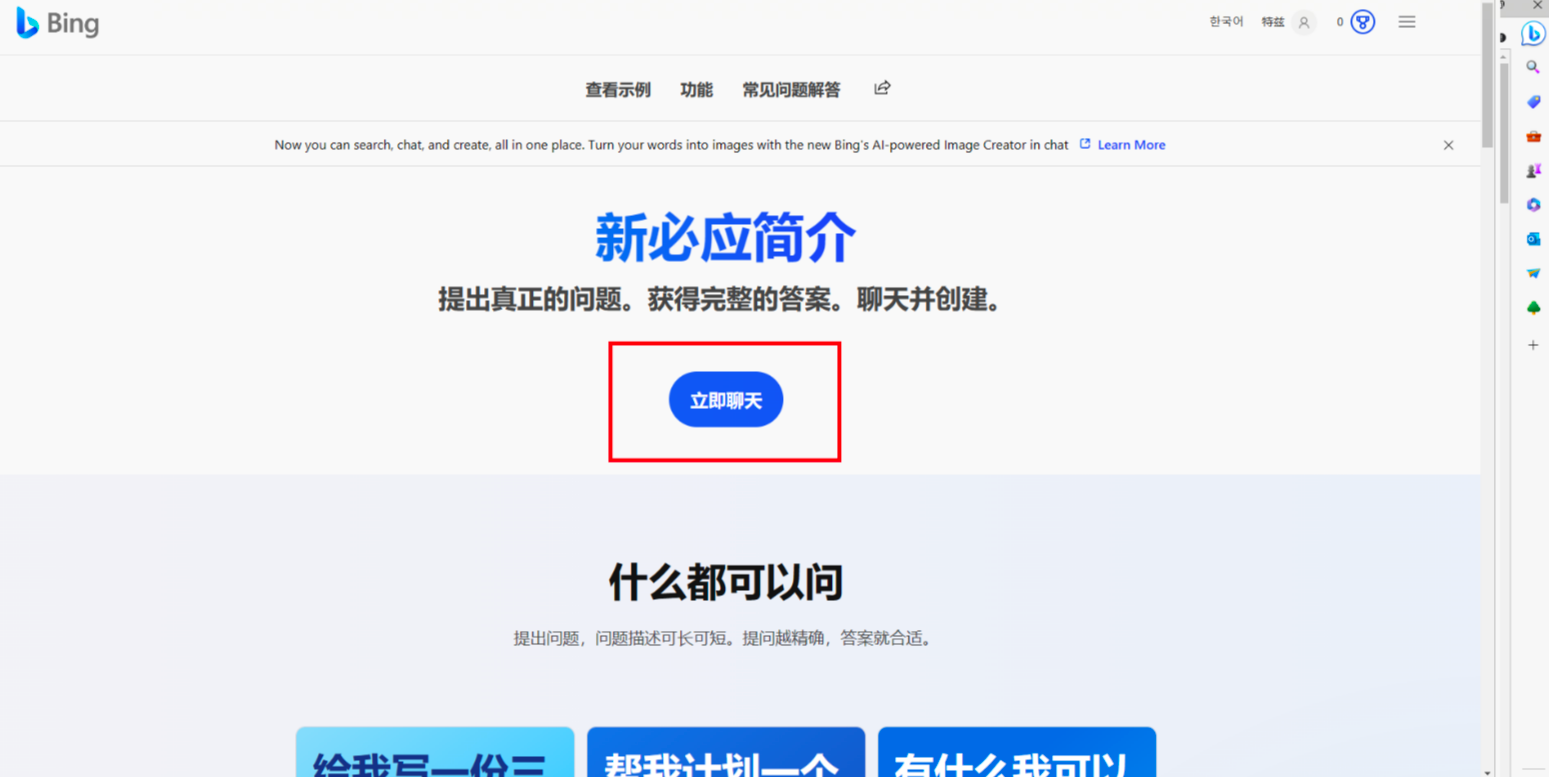 Bing
한국어 特兹 0
查看示例 功能 常见问题解答
Now you can search, chat, and create, all in one place. Turn your words into images with the new Bing's AI-powered Image Creator in chat Learn More
新必应简介
提出真正的问题。获得完整的答案。聊天并创建。
立即聊天
什么都可以问
提出问题，问题描述可长可短。提问越精确，答案就合适。
给我写一份三 帮我计划一个 有什么我可以